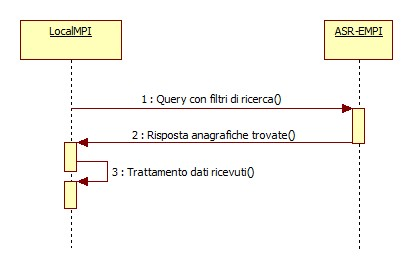 LocalMPI
ASR-EMPI
1 : Query con filtri di ricerca()
2 : Risposta anagrafiche trovate()
3 : Trattamento dati ricevuti()